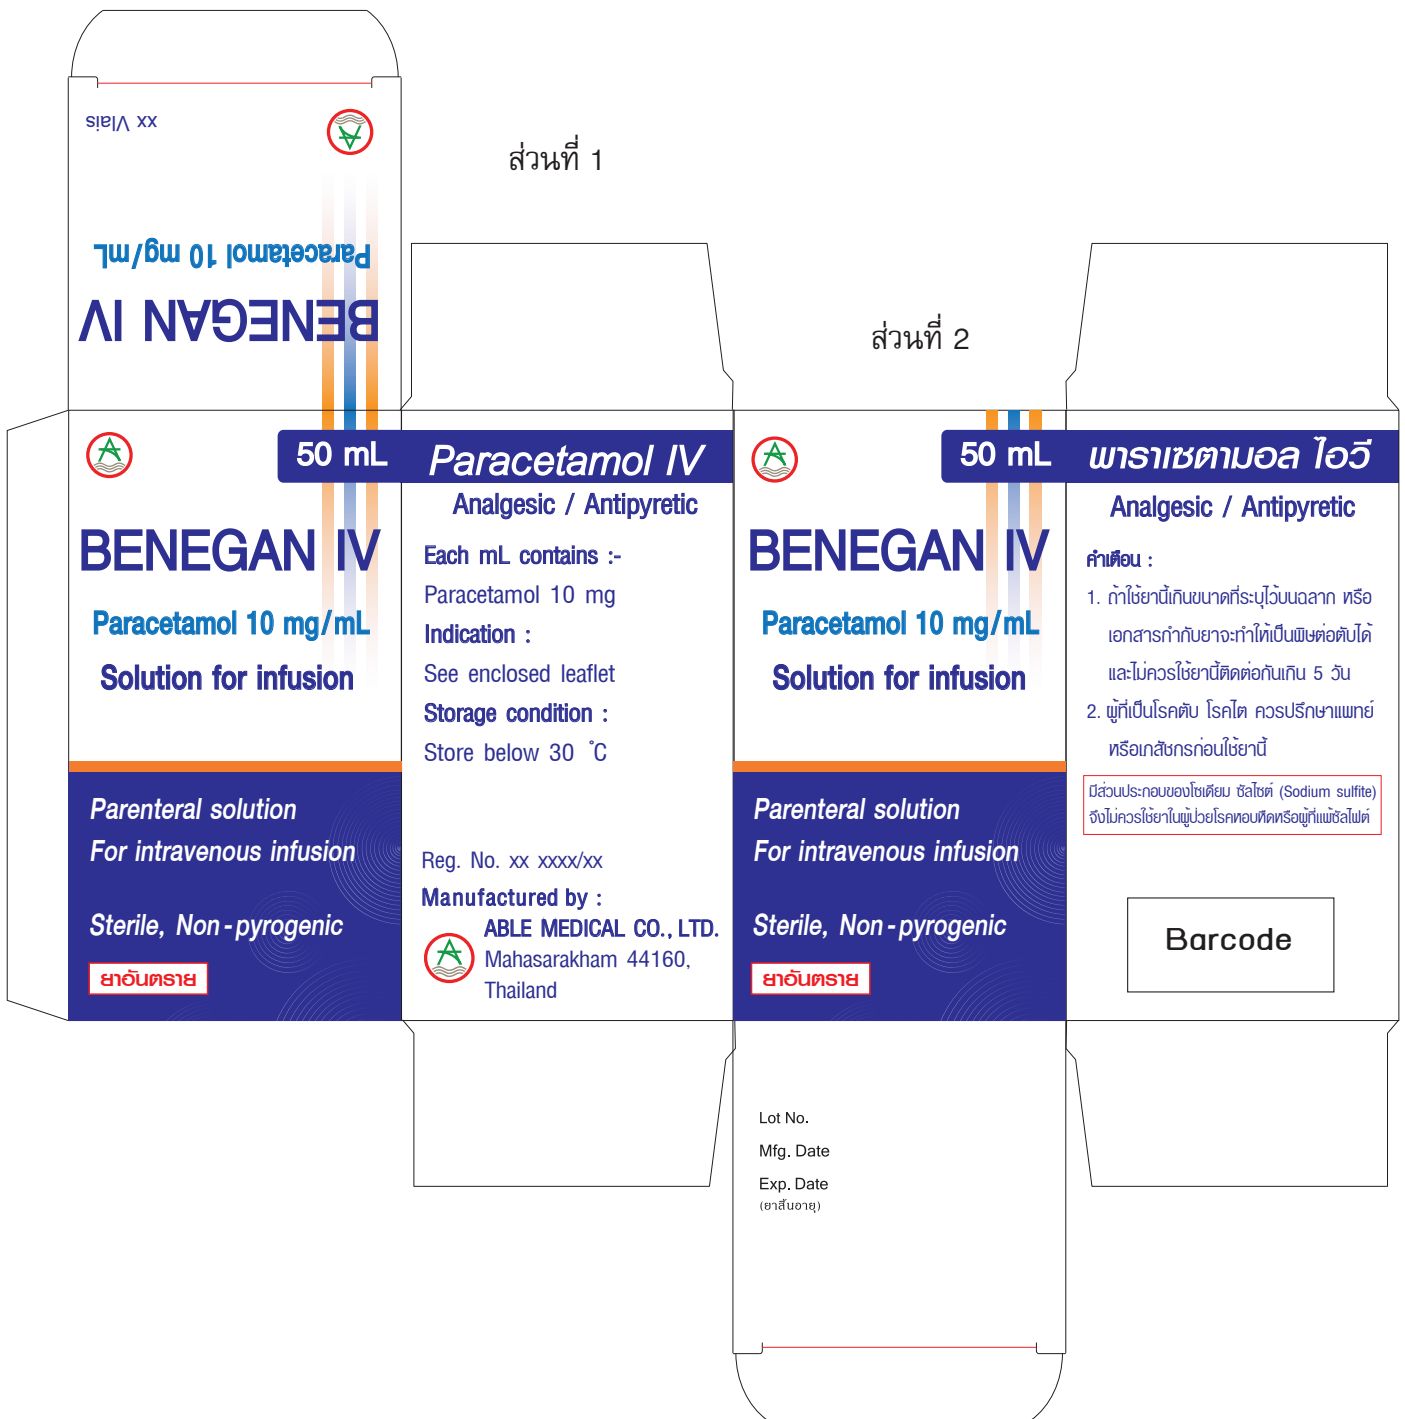 xx Vlais
Paracetamol 10 mg/mL
BENEGAN IV
ส่วนที่ 1
ส่วนที่ 2
50 mL
BENEGAN IV
Paracetamol 10 mg/mL
Solution for infusion
Parenteral solution
For intravenous infusion
Sterile, Non-pyrogenic
ยาอันตราย
Paracetamol IV
Analgesic / Antipyretic
Each mL contains :-
Paracetamol 10 mg
Indication :
See enclosed leaflet
Storage condition :
Store below 30 °C
Reg. No. xx xxxx/xx
Manufactured by :
ABLE MEDICAL CO., LTD.
Mahasarakham 44160,
Thailand
50 mL
BENEGAN IV
Paracetamol 10 mg/mL
Solution for infusion
Parenteral solution
For intravenous infusion
Sterile, Non-pyrogenic
ยาอันตราย
พาราเซตามอล ไอวี
Analgesic / Antipyretic
คำเตือน :
1. ถ้าใช้ยานี้เกินขนาดที่ระบุไว้บนฉลาก หรือ
เอกสารกำกับยาจะทำให้เป็นพิษต่อตับได้
และไม่ควรใช้ยานี้ติดต่อกันเกิน 5 วัน
2. ผู้ที่เป็นโรคตับ โรคไต ควรปรึกษาแพทย์
หรือเภสัชกรก่อนใช้ยานี้
มีส่วนประกอบของโซเดียม ซัลไซต์ (Sodium sulfite)
จึงไม่ควรใช้ยาในผู้ป่วยโรคหอบหืดหรือผู้ที่แพ้ซัลไฟต์
Barcode
Lot No.
Mfg. Date
Exp. Date
(ยาสิ้นอายุ)